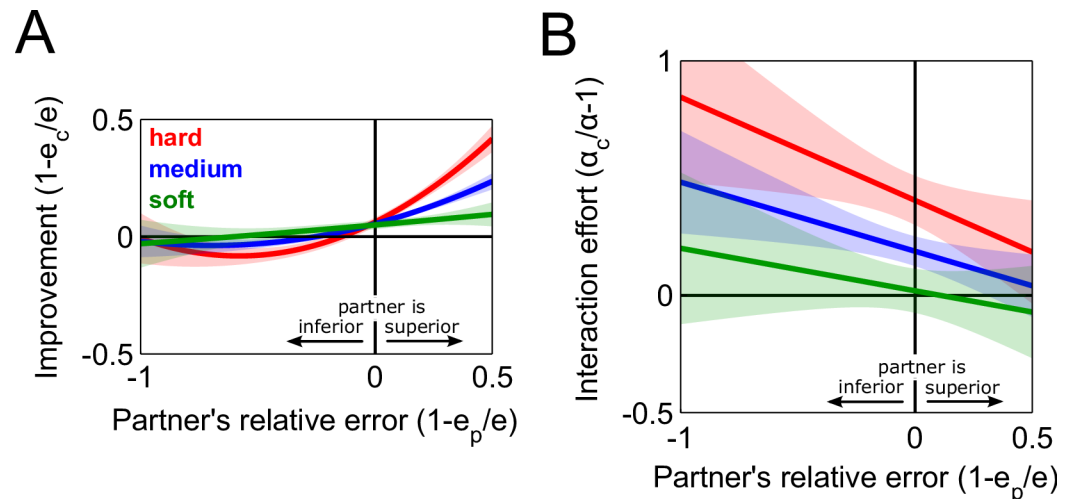 A
Improvement (1-e_c/e)
0.5
0
-0.5
hard
medium
soft
partner is
inferior superior
-1 0 0.5
Partner's relative error (1-e_p/e)
B
Interaction effort (α_c/α-1)
1
0
-0.5
partner is
inferior superior
-1 0 0.5
Partner's relative error (1-e_p/e)